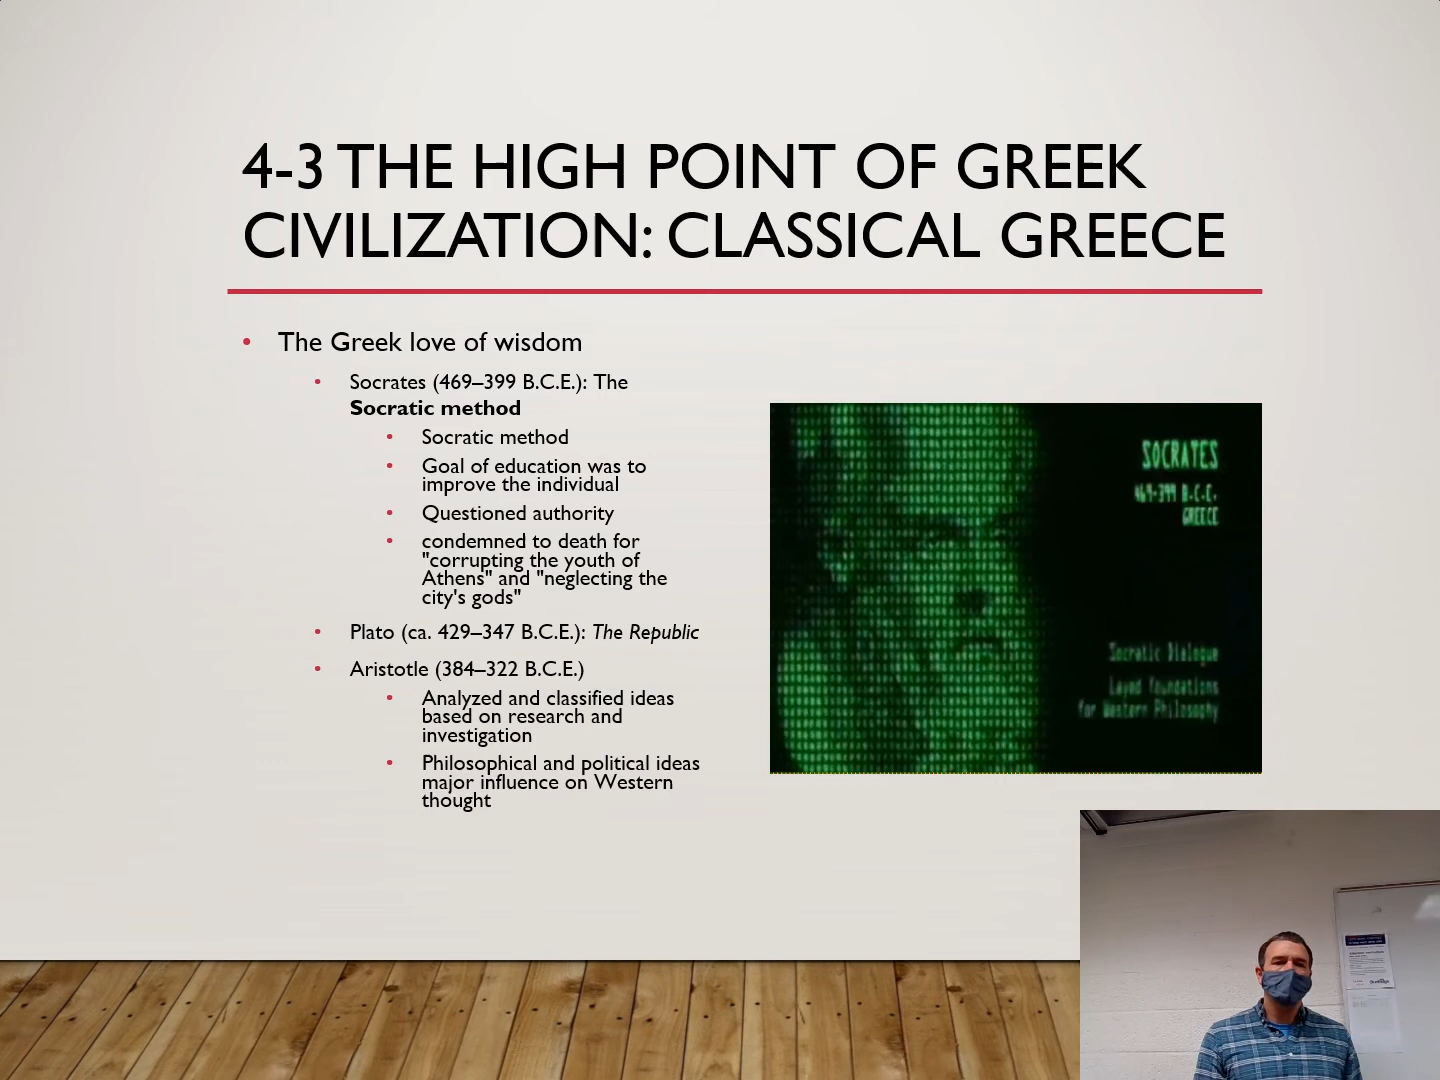 4-3 THE HIGH POINT OF GREEK
CIVILIZATION: CLASSICAL GREECE
• The Greek love of wisdom
• Socrates (469–399 B.C.E.): The
Socratic method
• Socratic method
• Goal of education was to
improve the individual
• Questioned authority
• condemned to death for
"corrupting the youth of
Athens" and "neglecting the
city's gods"
• Plato (ca. 429–347 B.C.E.): The Republic
• Aristotle (384–322 B.C.E.)
• Analyzed and classified ideas
based on research and
investigation
• Philosophical and political ideas
major influence on Western
thought
SOCRATES
469-399 B.C.E.
GREECE
Socratic Dialogue
Layed Foundations
for Western Philosophy